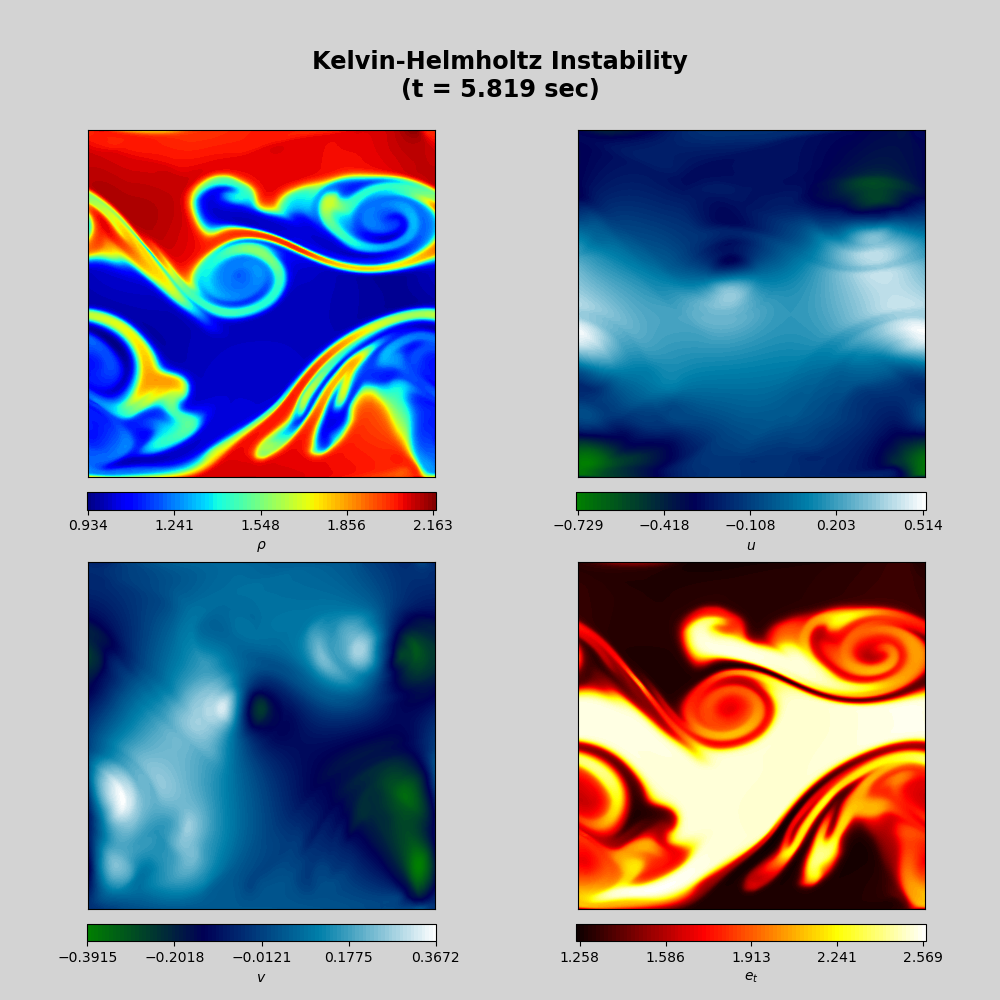 Kelvin-Helmholtz Instability
(t = 5.819 sec)
0.934 1.241 1.548 1.856 2.163
ρ
−0.729 −0.418 −0.108 0.203 0.514
u
−0.3915 −0.2018 −0.0121 0.1775 0.3672
v
1.258 1.586 1.913 2.241 2.569
eₜ